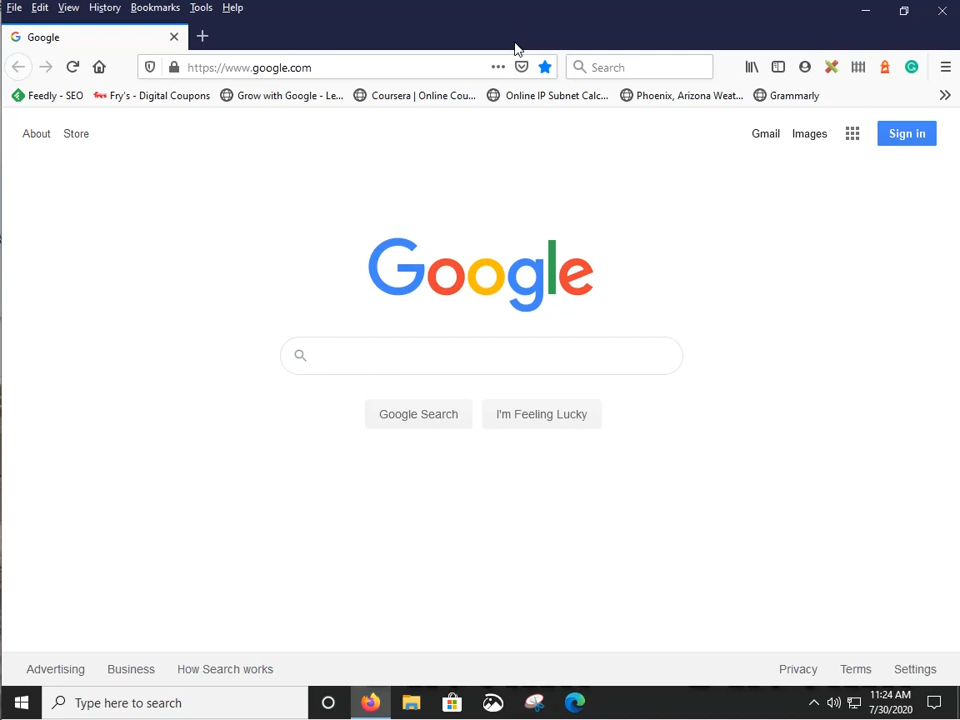 File Edit View History Bookmarks Tools Help
Google
https://www.google.com
Search
Feedly - SEO Fry's - Digital Coupons Grow with Google - Le... Coursera | Online Cou... Online IP Subnet Calc... Phoenix, Arizona Weat... Grammarly
About Store Gmail Images Sign in
Google
Google Search I'm Feeling Lucky
Advertising Business How Search works Privacy Terms Settings
Type here to search
11:24 AM
7/30/2020